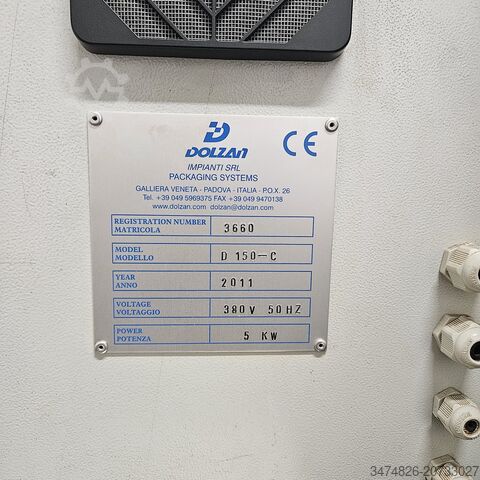 DOLZAN
CE
IMPIANTI SRL
PACKAGING SYSTEMS
GALLIERA VENETA - PADOVA - ITALIA - P.O.X. 26
Tel. +39 049 5969375 FAX +39 049 9470138
www.dolzan.com dolzan@dolzan.com
REGISTRATION NUMBER
MATRICOLA
3660
MODEL
MODELLO
D 150-C
YEAR
ANNO
2011
VOLTAGE
VOLTAGGIO
380V 50HZ
POWER
POTENZA
5 KW
3474826-20733027